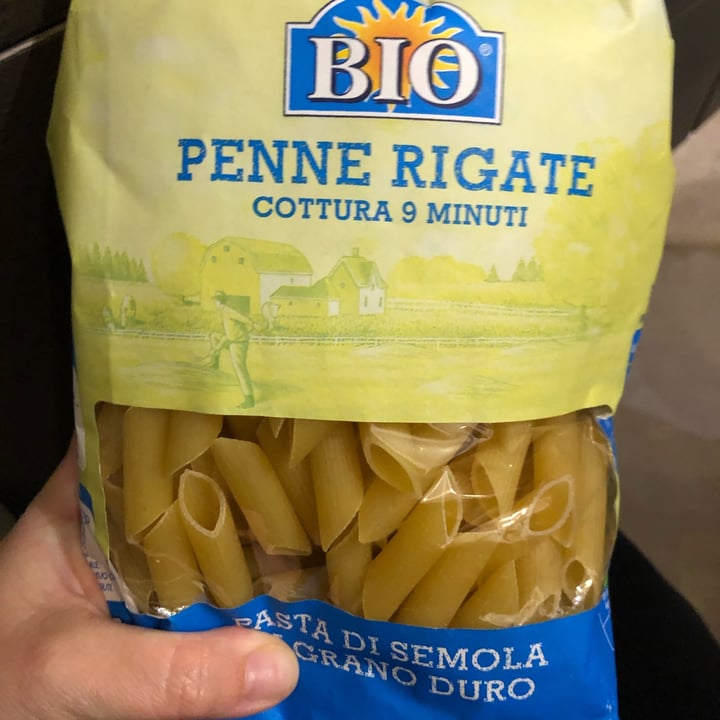 BIO®
PENNE RIGATE
COTTURA 9 MINUTI
PASTA DI SEMOLA
GRANO DURO